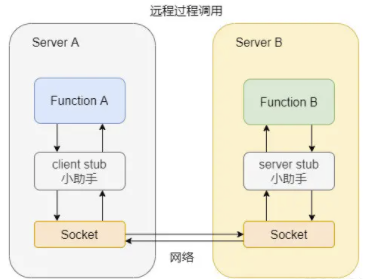 远程过程调用
Server A
Server B
Function A
Function B
client stub
小助手
server stub
小助手
Socket
Socket
网络